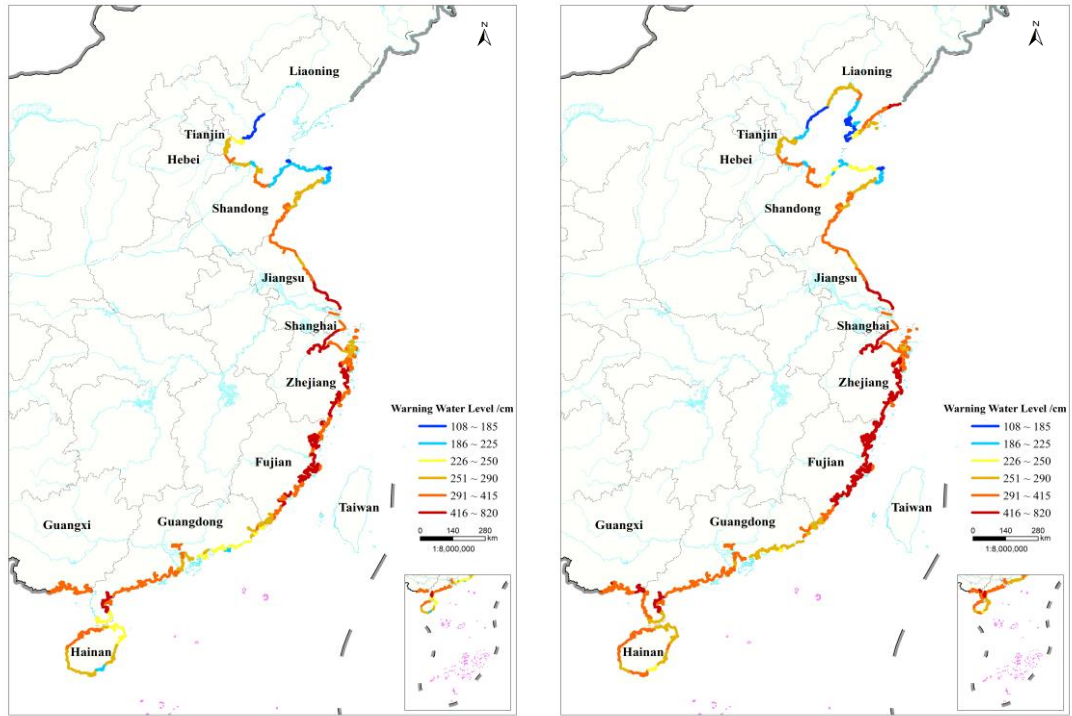 N
Liaoning
Tianjin
Hebei
Shandong
Jiangsu
Shanghai
Zhejiang
Warning Water Level /cm
108 ~ 185
186 ~ 225
226 ~ 250
251 ~ 290
291 ~ 415
416 ~ 820
Fujian
Taiwan
Guangdong
Guangxi
0 140 280
km
1:8,000,000
Hainan
N
Liaoning
Tianjin
Hebei
Shandong
Jiangsu
Shanghai
Zhejiang
Warning Water Level /cm
108 ~ 185
186 ~ 225
226 ~ 250
251 ~ 290
291 ~ 415
416 ~ 820
Fujian
Taiwan
Guangdong
Guangxi
0 140 280
km
1:8,000,000
Hainan